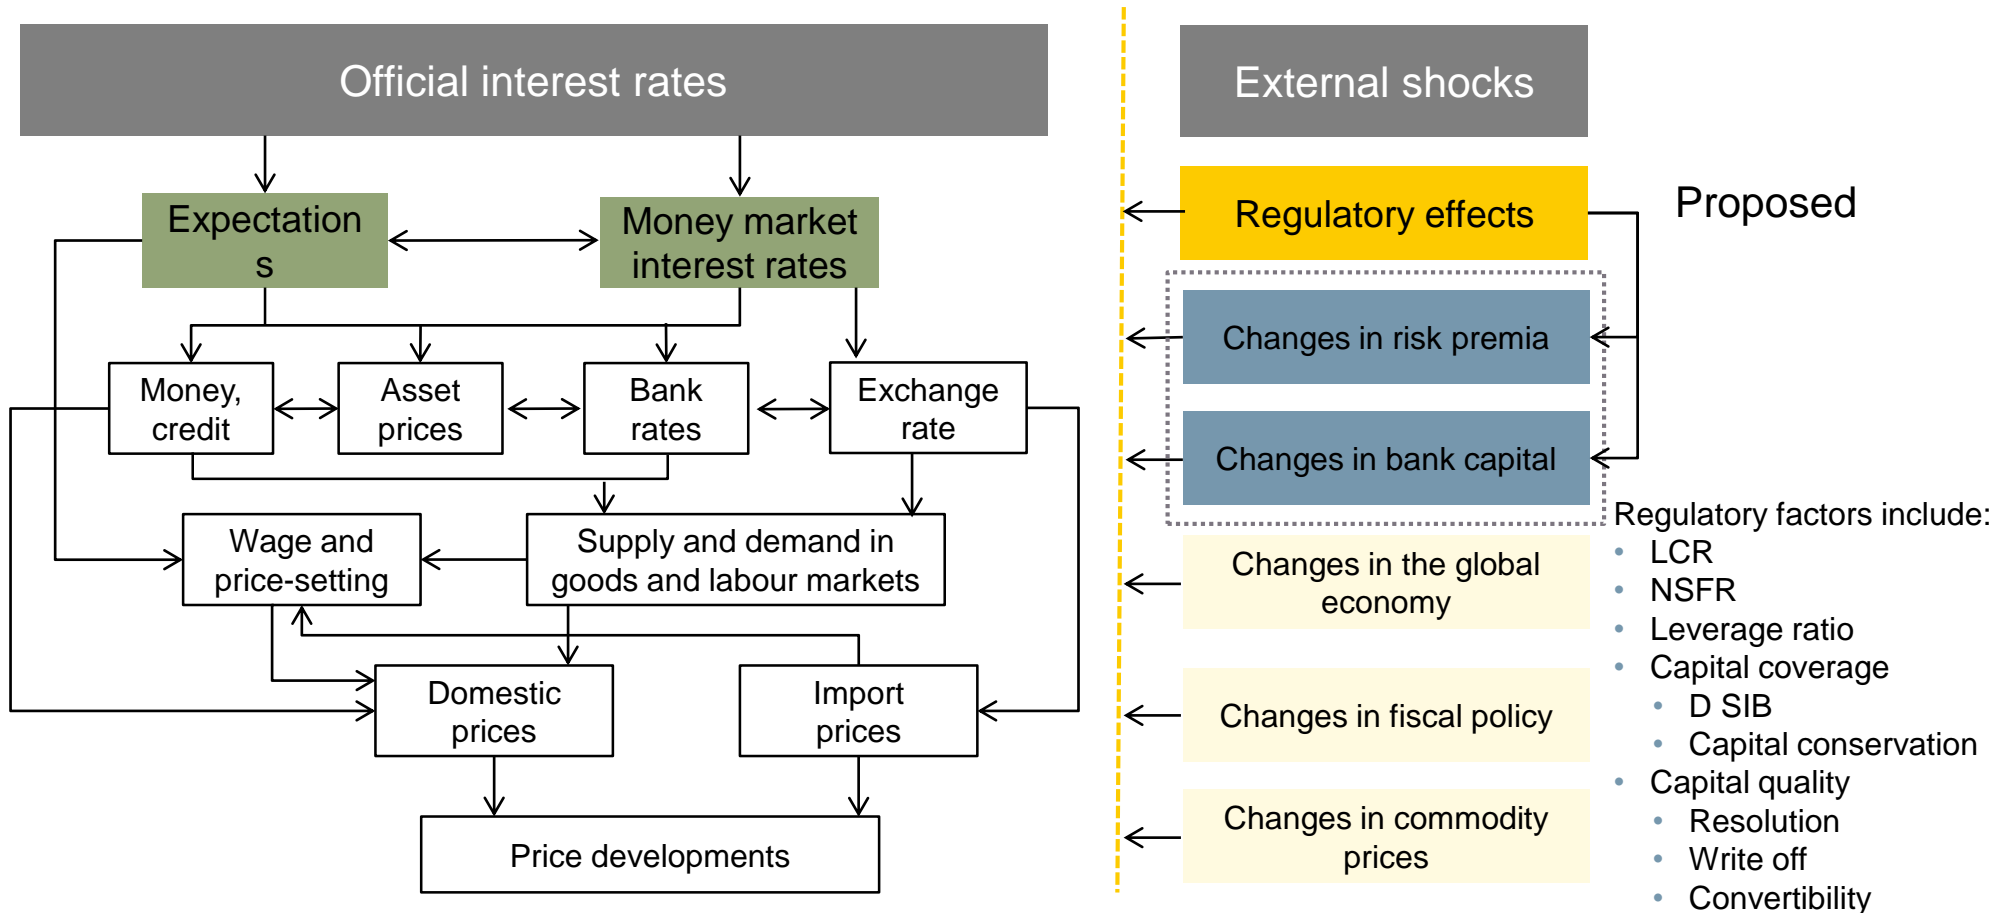 Official interest rates
External shocks
Expectation
s
Money market
interest rates
Regulatory effects
Proposed
Changes in risk premia
Money,
credit
Asset
prices
Bank
rates
Exchange
rate
Changes in bank capital
Wage and
price-setting
Supply and demand in
goods and labour markets
Changes in the global
economy
Domestic
prices
Import
prices
Changes in fiscal policy
Price developments
Changes in commodity
prices
Regulatory factors include:
• LCR
• NSFR
• Leverage ratio
• Capital coverage
• D SIB
• Capital conservation
• Capital quality
• Resolution
• Write off
• Convertibility